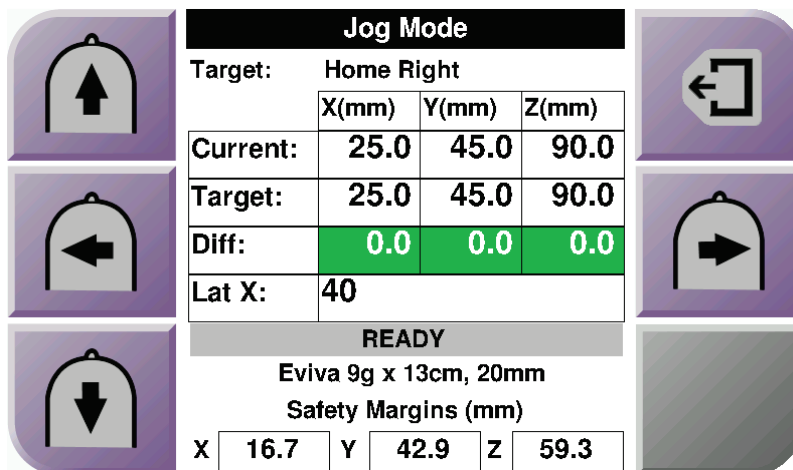 Jog Mode
Target: Home Right
X(mm) Y(mm) Z(mm)
Current: 25.0 45.0 90.0
Target: 25.0 45.0 90.0
Diff: 0.0 0.0 0.0
Lat X: 40
READY
Eviva 9g x 13cm, 20mm
Safety Margins (mm)
X 16.7 Y 42.9 Z 59.3